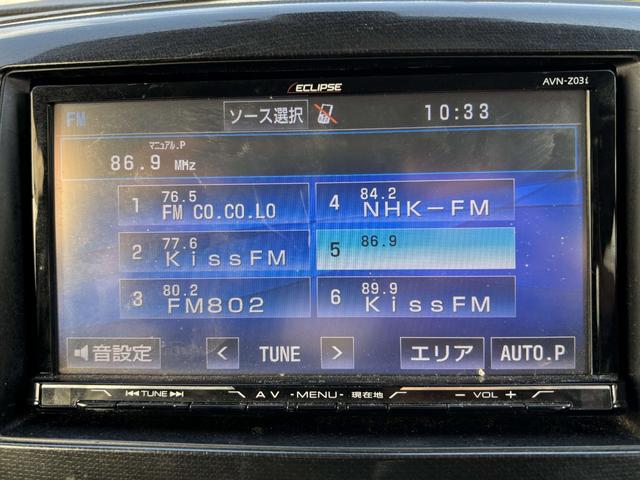 ECLIPSE
AVN-Z03i
FM
ソース選択
10:33
マニュアル.P
86.9 MHz
1 76.5 FM CO.CO.LO
4 84.2 NHK-FM
2 77.6 KissFM
5 86.9
3 80.2 FM802
6 89.9 KissFM
音設定
< TUNE >
エリア
AUTO.P
TUNE
AV -MENU- 現在地
- VOL +